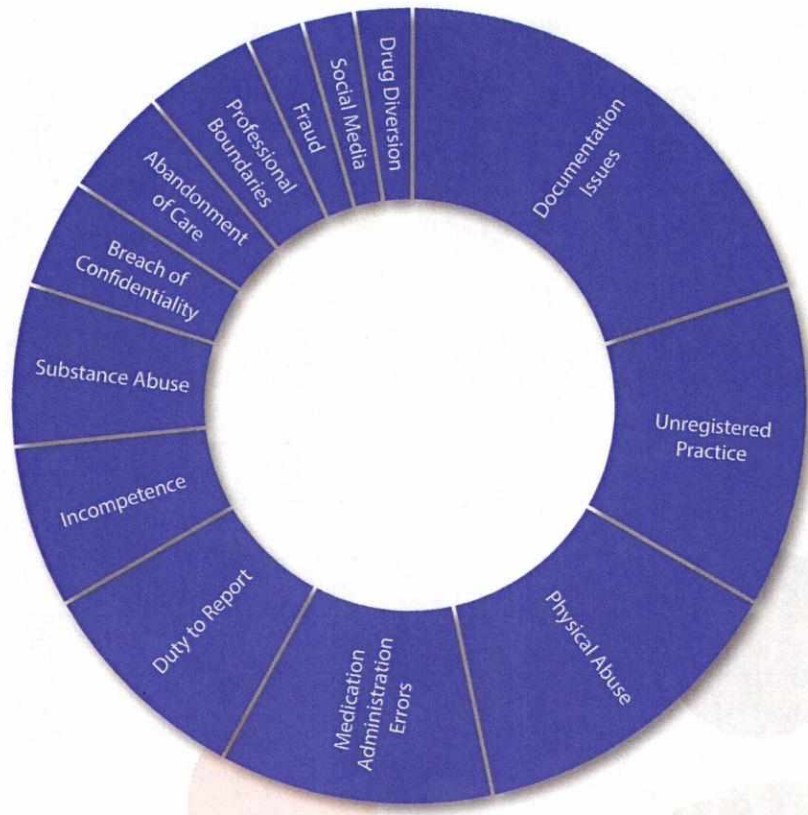 Documentation
Issues
Unregistered
Practice
Physical Abuse
Medication
Administration
Errors
Duty to Report
Incompetence
Substance Abuse
Breach of
Confidentiality
Abandonment
of Care
Professional
Boundaries
Fraud
Social Media
Drug Diversion